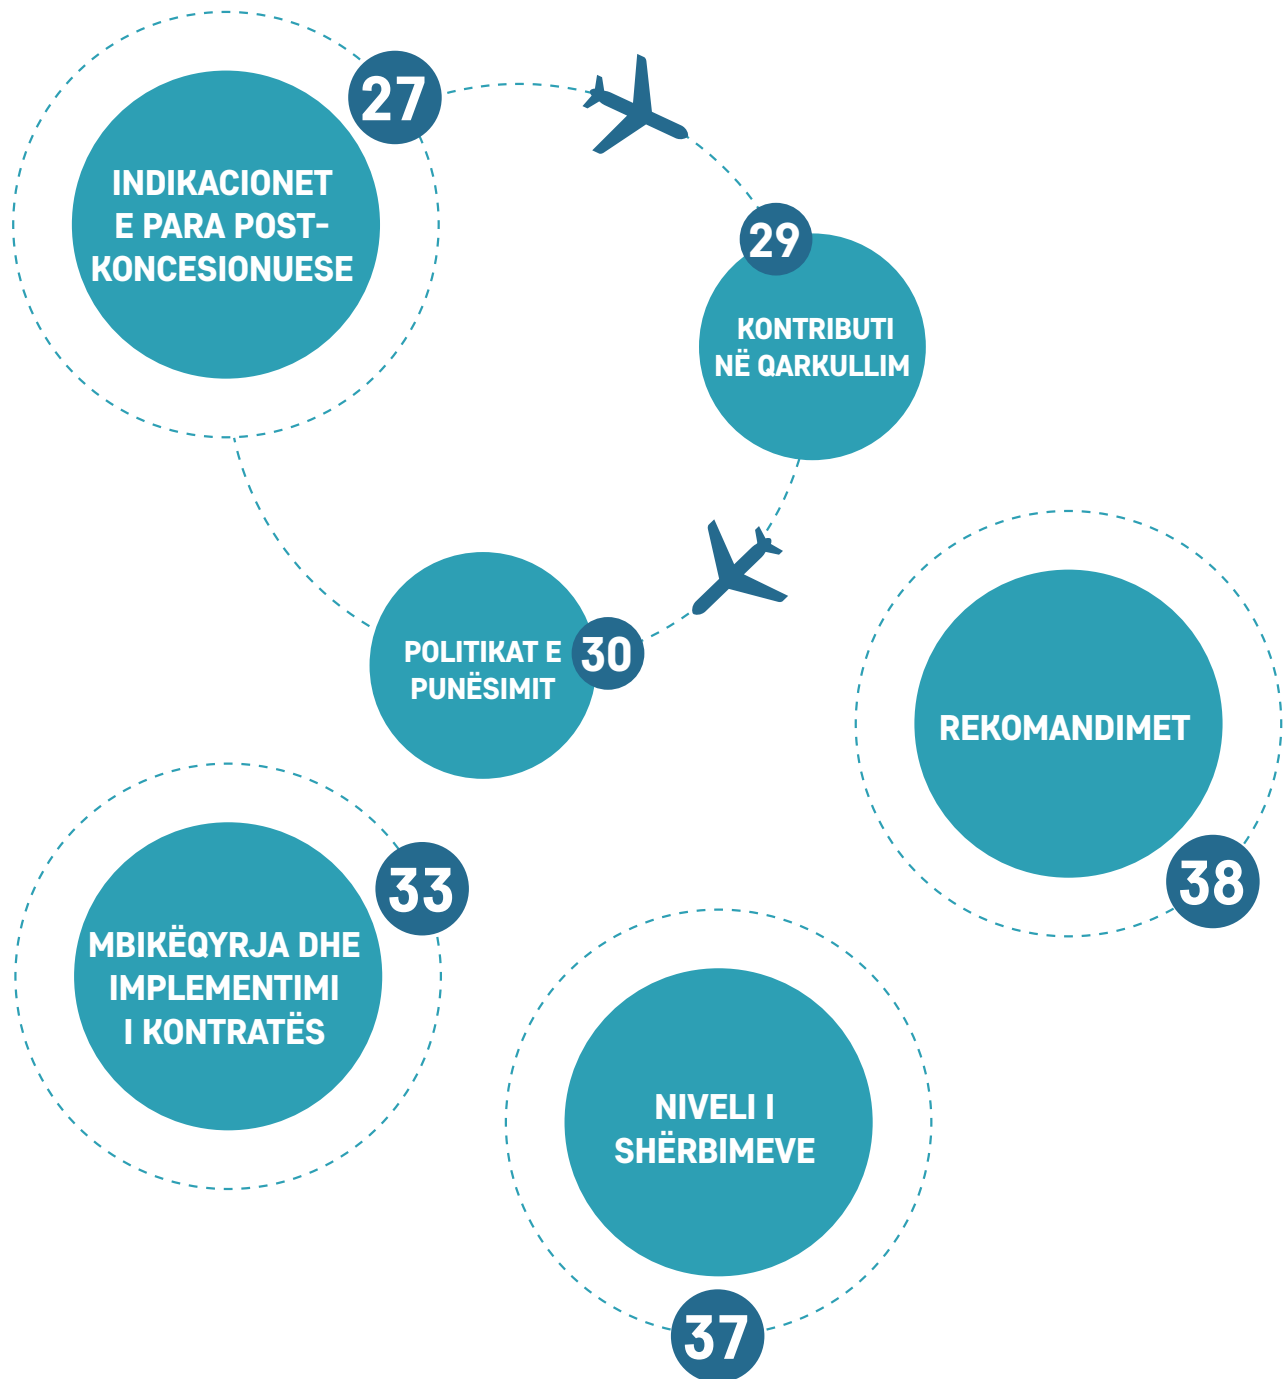 27
INDIKACIONET
E PARA POST-
KONCESIONUESE
29
KONTRIBUTI
NË QARKULLIM
POLITIKAT E
PUNËSIMIT
30
33
MBIKËQYRJA DHE
IMPLEMENTIMI
I KONTRATËS
NIVELI I
SHËRBIMEVE
37
REKOMANDIMET
38